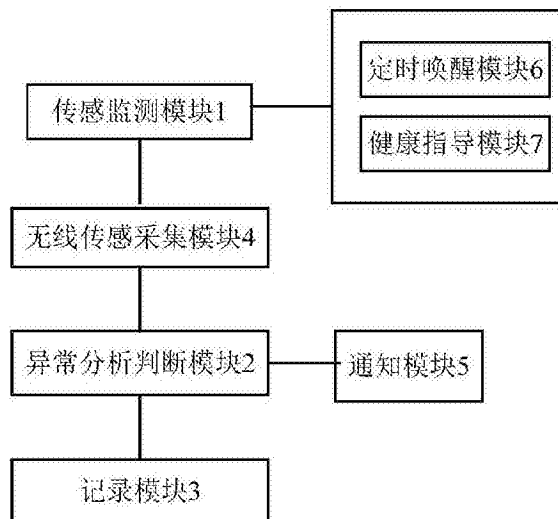 定时唤醒模块6
传感监测模块1
健康指导模块7
无线传感采集模块4
异常分析判断模块2
通知模块5
记录模块3